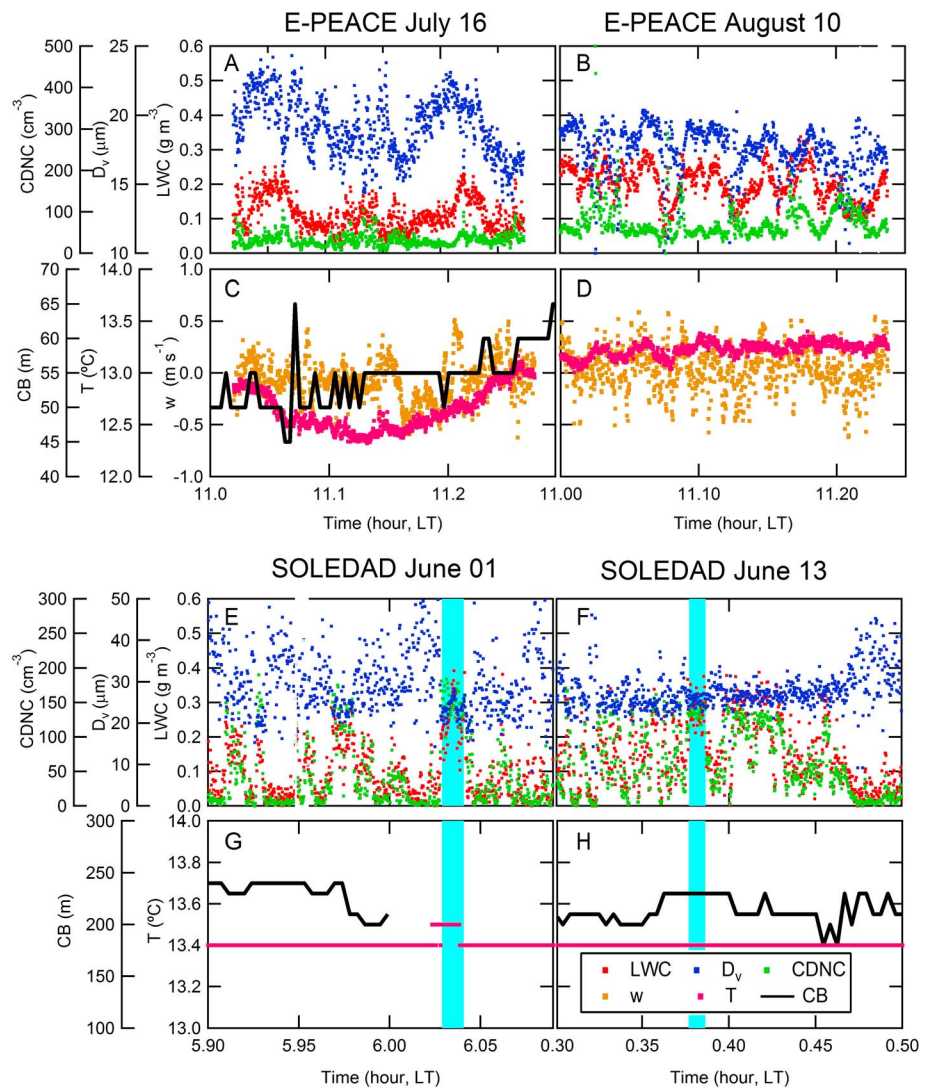 E-PEACE July 16
E-PEACE August 10
500
400
300
200
100
0
CDNC (cm⁻³)
25
20
15
10
Dᵥ (µm)
0.6
0.5
0.4
0.3
0.2
0.1
0.0
LWC (g m⁻³)
A
B
70
65
60
55
50
45
40
CB (m)
14.0
13.5
13.0
12.5
12.0
T (ºC)
0.5
0.0
-0.5
-1.0
w (m s⁻¹)
C
D
11.0
11.1
11.2
11.00
11.10
11.20
Time (hour, LT)
Time (hour, LT)
SOLEDAD June 01
SOLEDAD June 13
300
250
200
150
100
50
0
CDNC (cm⁻³)
50
40
30
20
10
0
Dᵥ (µm)
0.6
0.5
0.4
0.3
0.2
0.1
0.0
LWC (g m⁻³)
E
F
300
250
200
150
100
CB (m)
14.0
13.8
13.6
13.4
13.2
13.0
T (ºC)
G
H
LWC Dᵥ CDNC
w T CB
5.90
5.95
6.00
6.05
0.30
0.35
0.40
0.45
0.50
Time (hour, LT)
Time (hour, LT)